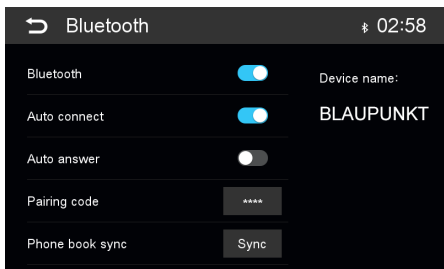 Bluetooth 02:58
Bluetooth
Auto connect
Auto answer
Pairing code ****
Phone book sync Sync
Device name:
BLAUPUNKT